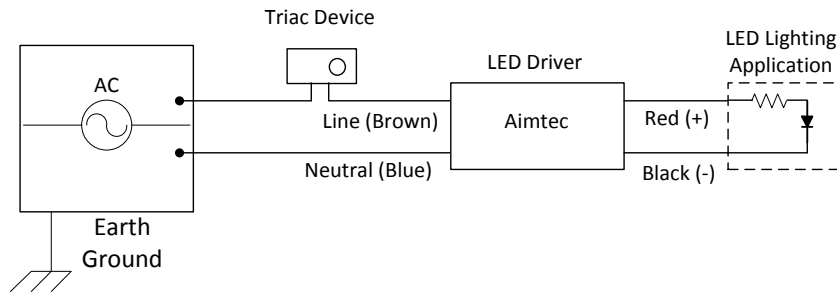 Triac Device
LED Lighting
Application
LED Driver
AC
Line (Brown)
Aimtec
Red (+)
Neutral (Blue)
Black (-)
Earth
Ground